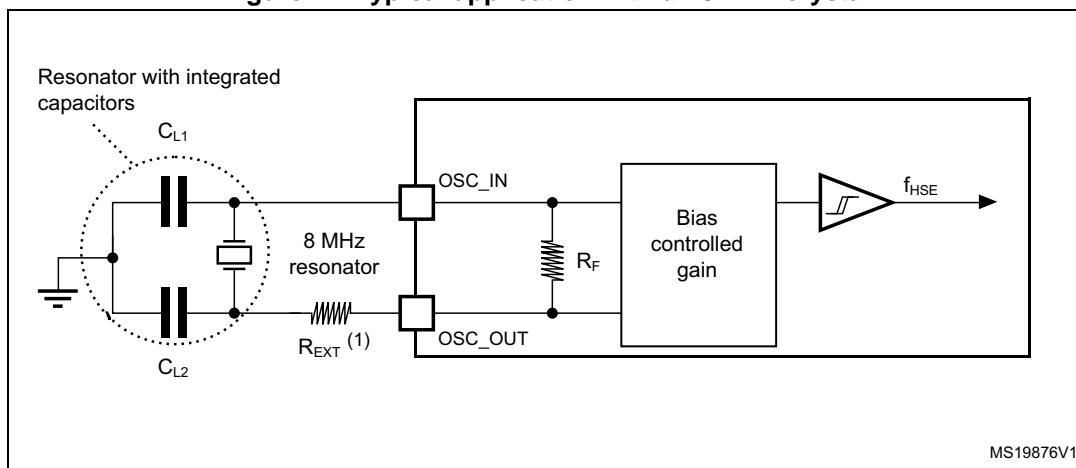 Resonator with integrated
capacitors
CL1
OSC_IN
fHSE
8 MHz
resonator
RF
Bias
controlled
gain
REXT (1)
OSC_OUT
CL2
MS19876V1